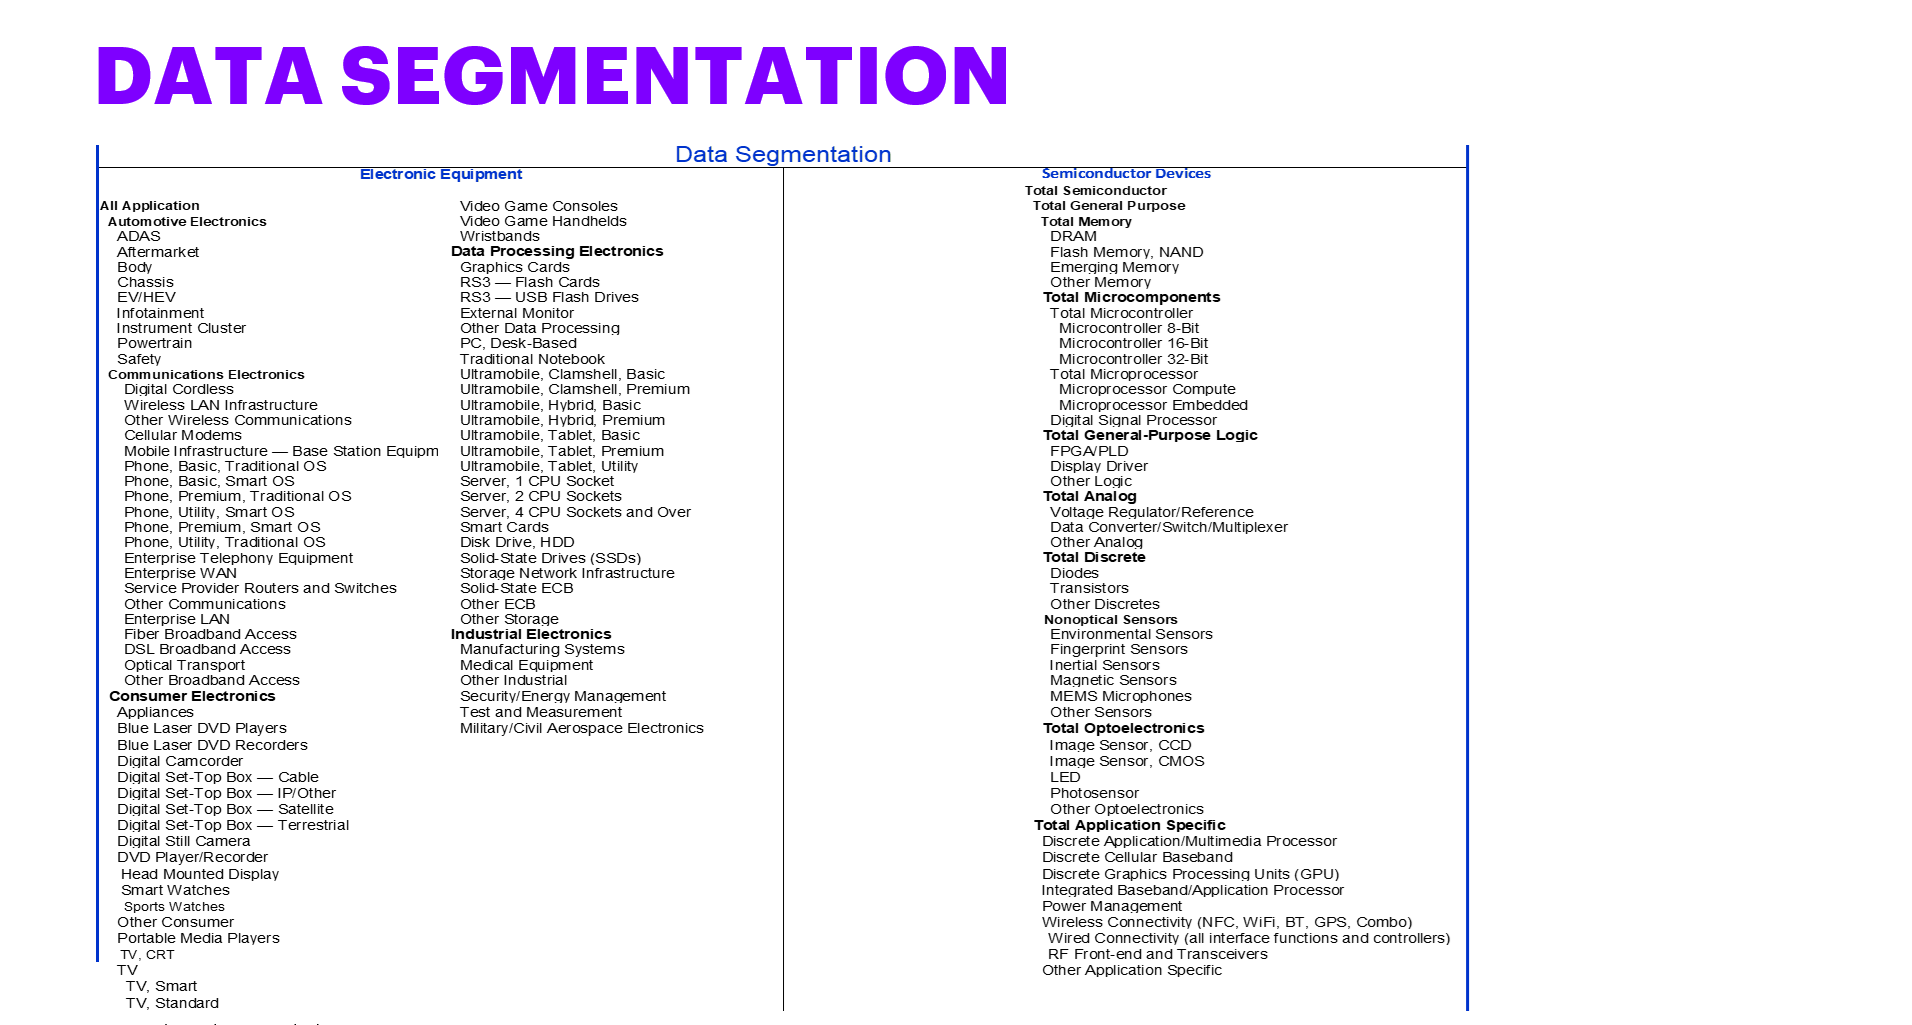 DATA SEGMENTATION
Data Segmentation
Electronic Equipment
All Application
Automotive Electronics
ADAS
Aftermarket
Body
Chassis
EV/HEV
Infotainment
Instrument Cluster
Powertrain
Safety
Communications Electronics
Digital Cordless
Wireless LAN Infrastructure
Other Wireless Communications
Cellular Modems
Mobile Infrastructure — Base Station Equipm
Phone, Basic, Traditional OS
Phone, Basic, Smart OS
Phone, Premium, Traditional OS
Phone, Utility, Smart OS
Phone, Premium, Smart OS
Phone, Utility, Traditional OS
Enterprise Telephony Equipment
Enterprise WAN
Service Provider Routers and Switches
Other Communications
Enterprise LAN
Fiber Broadband Access
DSL Broadband Access
Optical Transport
Other Broadband Access
Consumer Electronics
Appliances
Blue Laser DVD Players
Blue Laser DVD Recorders
Digital Camcorder
Digital Set-Top Box — Cable
Digital Set-Top Box — IP/Other
Digital Set-Top Box — Satellite
Digital Set-Top Box — Terrestrial
Digital Still Camera
DVD Player/Recorder
Head Mounted Display
Smart Watches
Sports Watches
Other Consumer
Portable Media Players
TV, CRT
TV
TV, Smart
TV, Standard
Video Game Consoles
Video Game Handhelds
Wristbands
Data Processing Electronics
Graphics Cards
RS3 — Flash Cards
RS3 — USB Flash Drives
External Monitor
Other Data Processing
PC, Desk-Based
Traditional Notebook
Ultramobile, Clamshell, Basic
Ultramobile, Clamshell, Premium
Ultramobile, Hybrid, Basic
Ultramobile, Hybrid, Premium
Ultramobile, Tablet, Basic
Ultramobile, Tablet, Premium
Ultramobile, Tablet, Utility
Server, 1 CPU Socket
Server, 2 CPU Sockets
Server, 4 CPU Sockets and Over
Smart Cards
Disk Drive, HDD
Solid-State Drives (SSDs)
Storage Network Infrastructure
Solid-State ECB
Other ECB
Other Storage
Industrial Electronics
Manufacturing Systems
Medical Equipment
Other Industrial
Security/Energy Management
Test and Measurement
Military/Civil Aerospace Electronics
Semiconductor Devices
Total Semiconductor
Total General Purpose
Total Memory
DRAM
Flash Memory, NAND
Emerging Memory
Other Memory
Total Microcomponents
Total Microcontroller
Microcontroller 8-Bit
Microcontroller 16-Bit
Microcontroller 32-Bit
Total Microprocessor
Microprocessor Compute
Microprocessor Embedded
Digital Signal Processor
Total General-Purpose Logic
FPGA/PLD
Display Driver
Other Logic
Total Analog
Voltage Regulator/Reference
Data Converter/Switch/Multiplexer
Other Analog
Total Discrete
Diodes
Transistors
Other Discretes
Nonoptical Sensors
Environmental Sensors
Fingerprint Sensors
Inertial Sensors
Magnetic Sensors
MEMS Microphones
Other Sensors
Total Optoelectronics
Image Sensor, CCD
Image Sensor, CMOS
LED
Photosensor
Other Optoelectronics
Total Application Specific
Discrete Application/Multimedia Processor
Discrete Cellular Baseband
Discrete Graphics Processing Units (GPU)
Integrated Baseband/Application Processor
Power Management
Wireless Connectivity (NFC, WiFi, BT, GPS, Combo)
Wired Connectivity (all interface functions and controllers)
RF Front-end and Transceivers
Other Application Specific